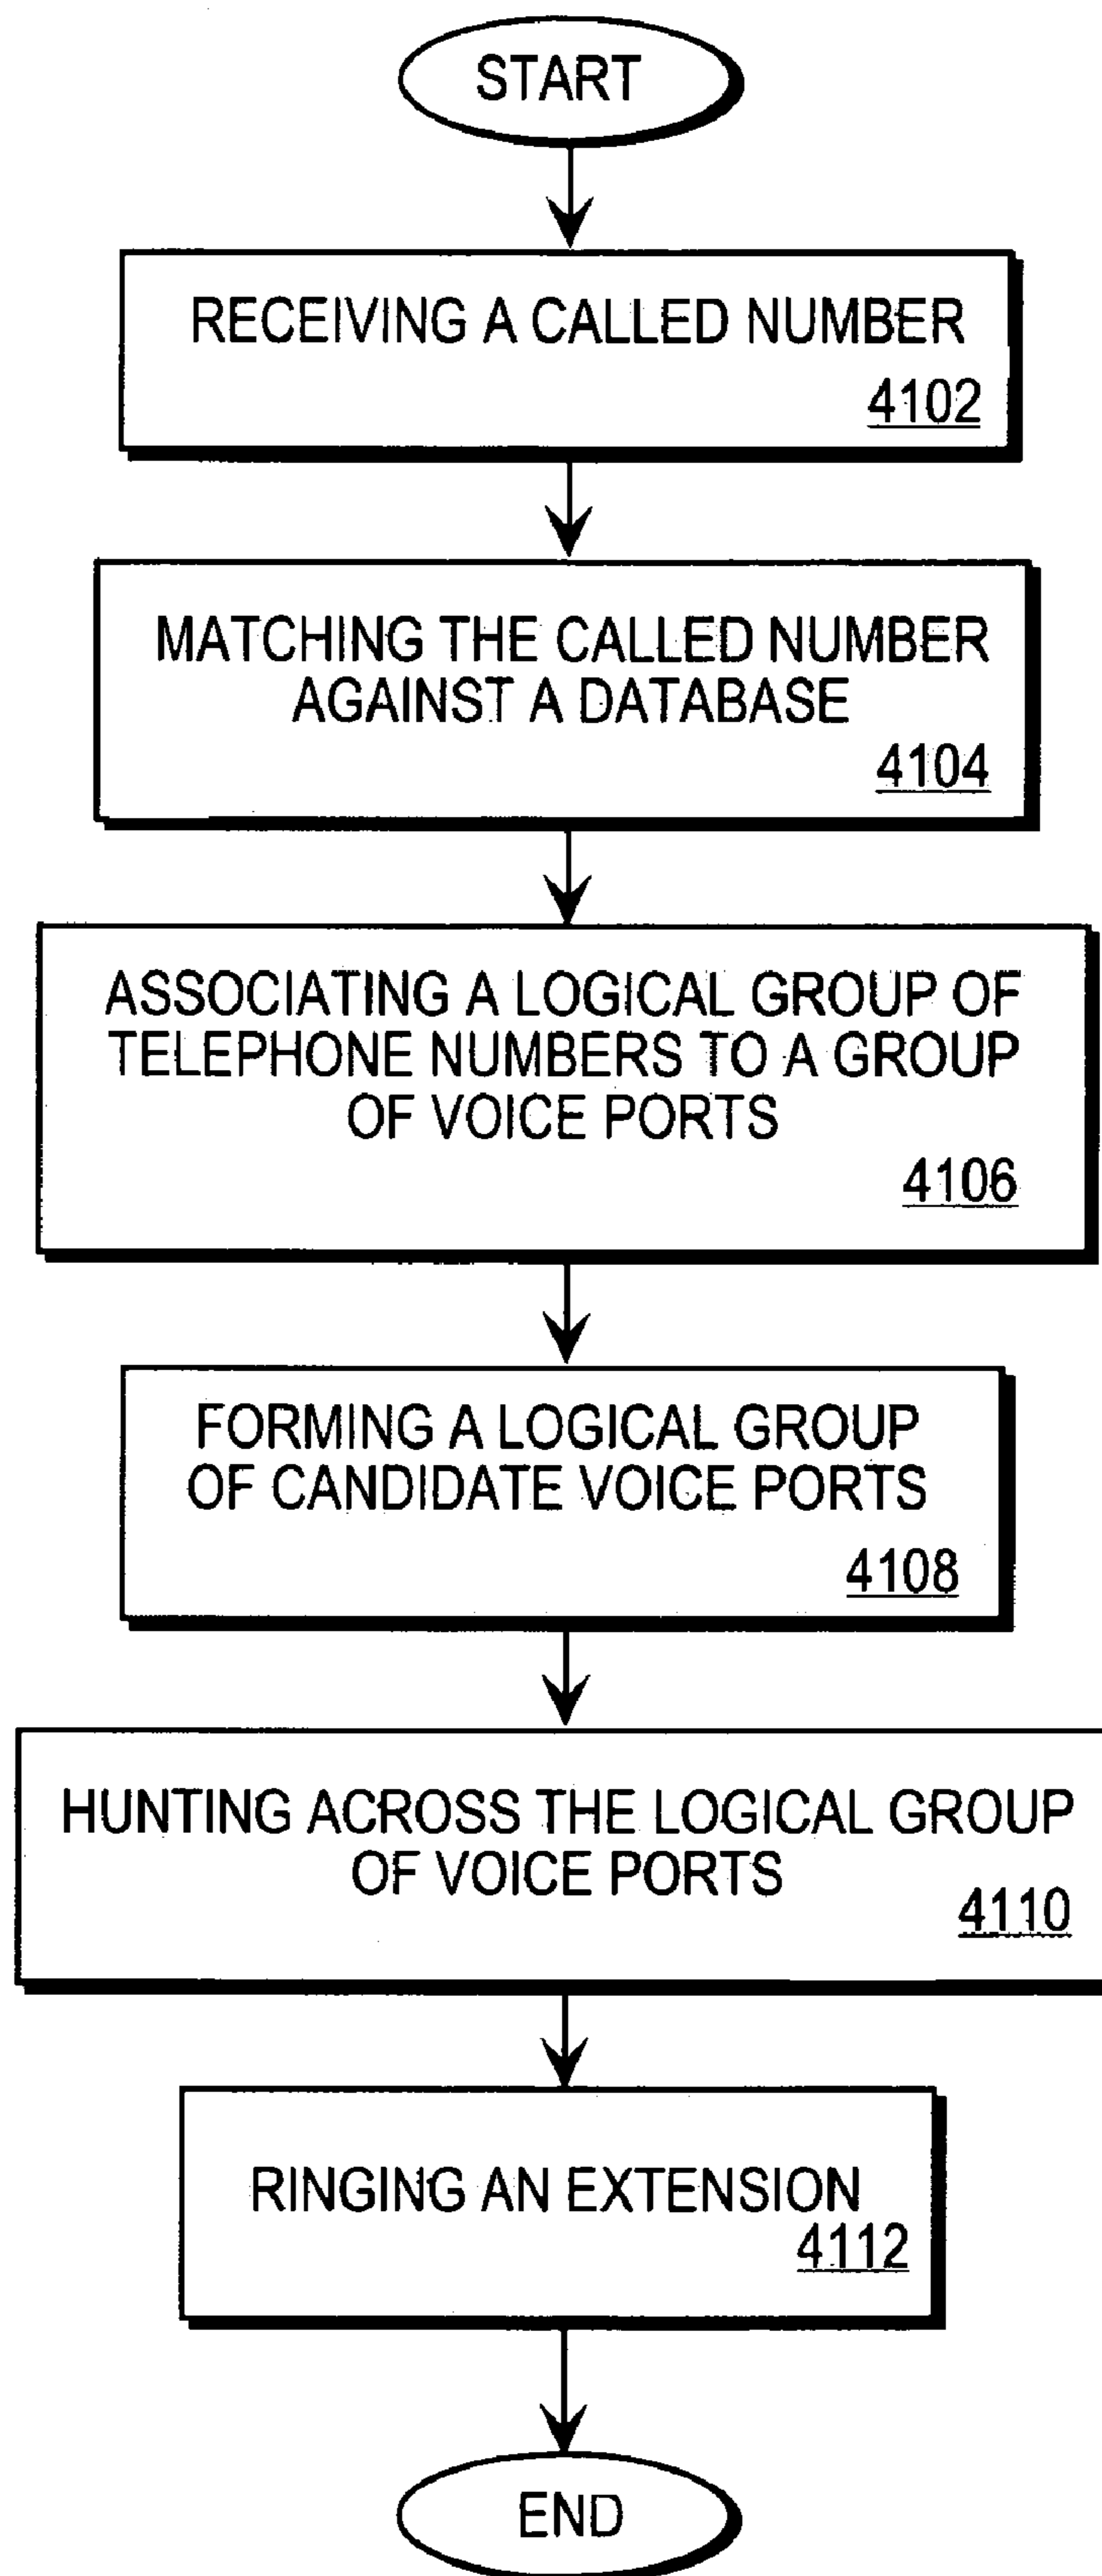 START
RECEIVING A CALLED NUMBER
4102
MATCHING THE CALLED NUMBER
AGAINST A DATABASE
4104
ASSOCIATING A LOGICAL GROUP OF
TELEPHONE NUMBERS TO A GROUP
OF VOICE PORTS
4106
FORMING A LOGICAL GROUP
OF CANDIDATE VOICE PORTS
4108
HUNTING ACROSS THE LOGICAL GROUP
OF VOICE PORTS
4110
RINGING AN EXTENSION
4112
END